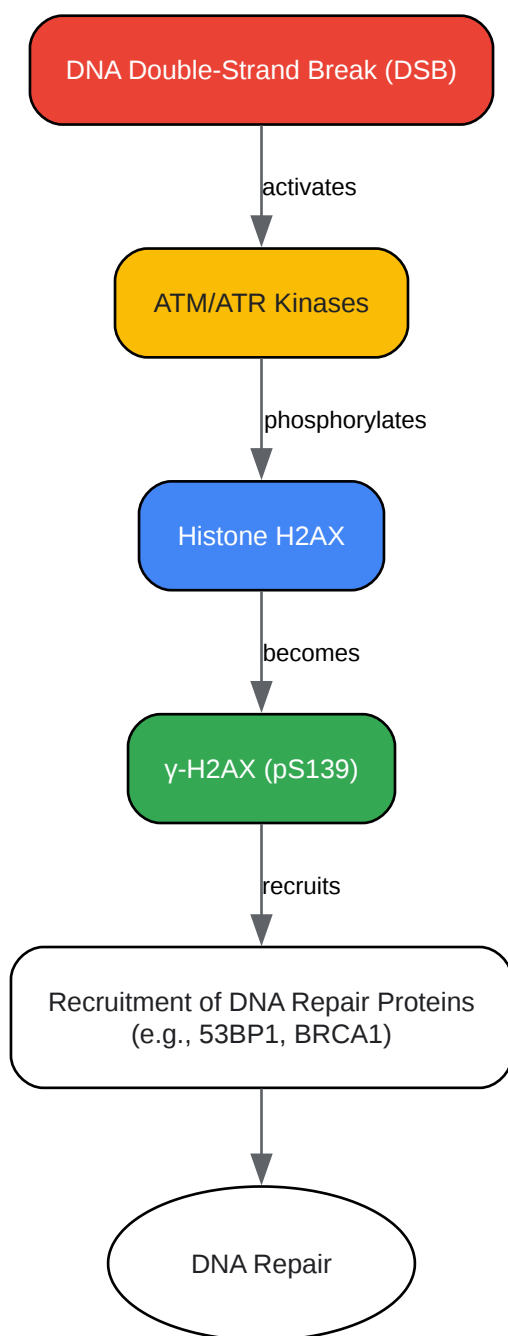 DNA Double-Strand Break (DSB)
activates
ATM/ATR Kinases
phosphorylates
Histone H2AX
becomes
γ-H2AX (pS139)
recruits
Recruitment of DNA Repair Proteins
(e.g., 53BP1, BRCA1)
DNA Repair